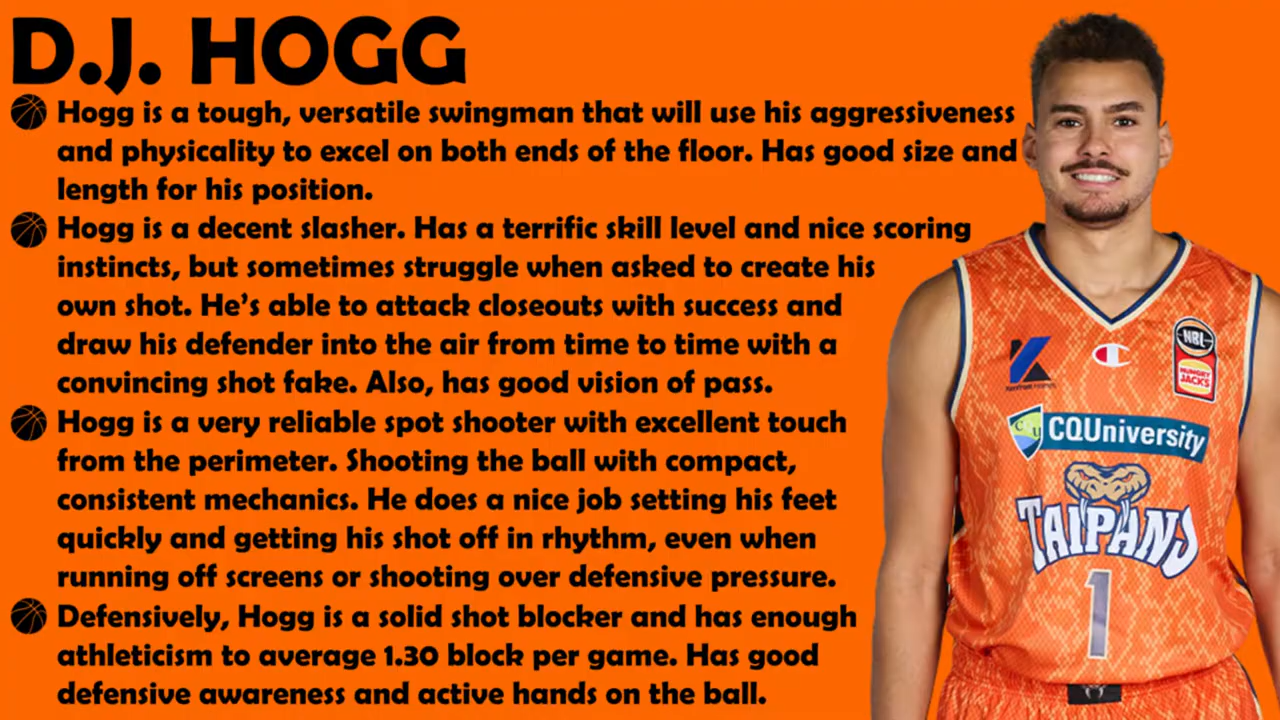 D.J. HOGG
Hogg is a tough, versatile swingman that will use his aggressiveness
and physicality to excel on both ends of the floor. Has good size and
length for his position.
Hogg is a decent slasher. Has a terrific skill level and nice scoring
instincts, but sometimes struggle when asked to create his
own shot. He’s able to attack closeouts with success and
draw his defender into the air from time to time with a
convincing shot fake. Also, has good vision of pass.
Hogg is a very reliable spot shooter with excellent touch
from the perimeter. Shooting the ball with compact,
consistent mechanics. He does a nice job setting his feet
quickly and getting his shot off in rhythm, even when
running off screens or shooting over defensive pressure.
Defensively, Hogg is a solid shot blocker and has enough
athleticism to average 1.30 block per game. Has good
defensive awareness and active hands on the ball.
NBL
HUNGRY
JACK'S
CQU
CQUniversity
TAIPANS
1